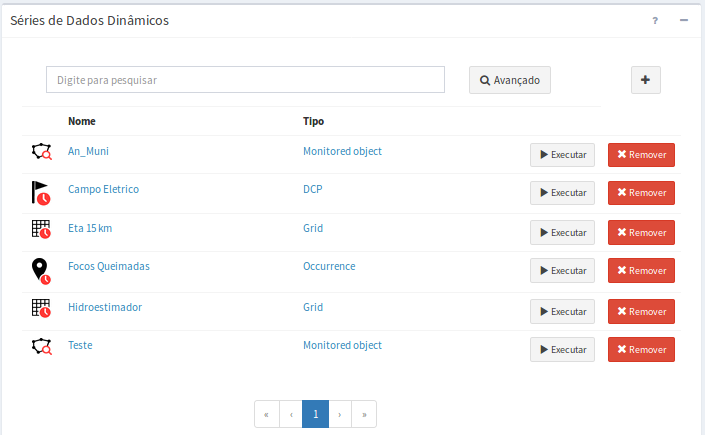 Séries de Dados Dinâmicos ? −
Digite para pesquisar Avançado +
Nome Tipo
An_Muni Monitored object Executar Remover
Campo Eletrico DCP Executar Remover
Eta 15 km Grid Executar Remover
Focos Queimadas Occurrence Executar Remover
Hidroestimador Grid Executar Remover
Teste Monitored object Executar Remover
« ‹ 1 › »